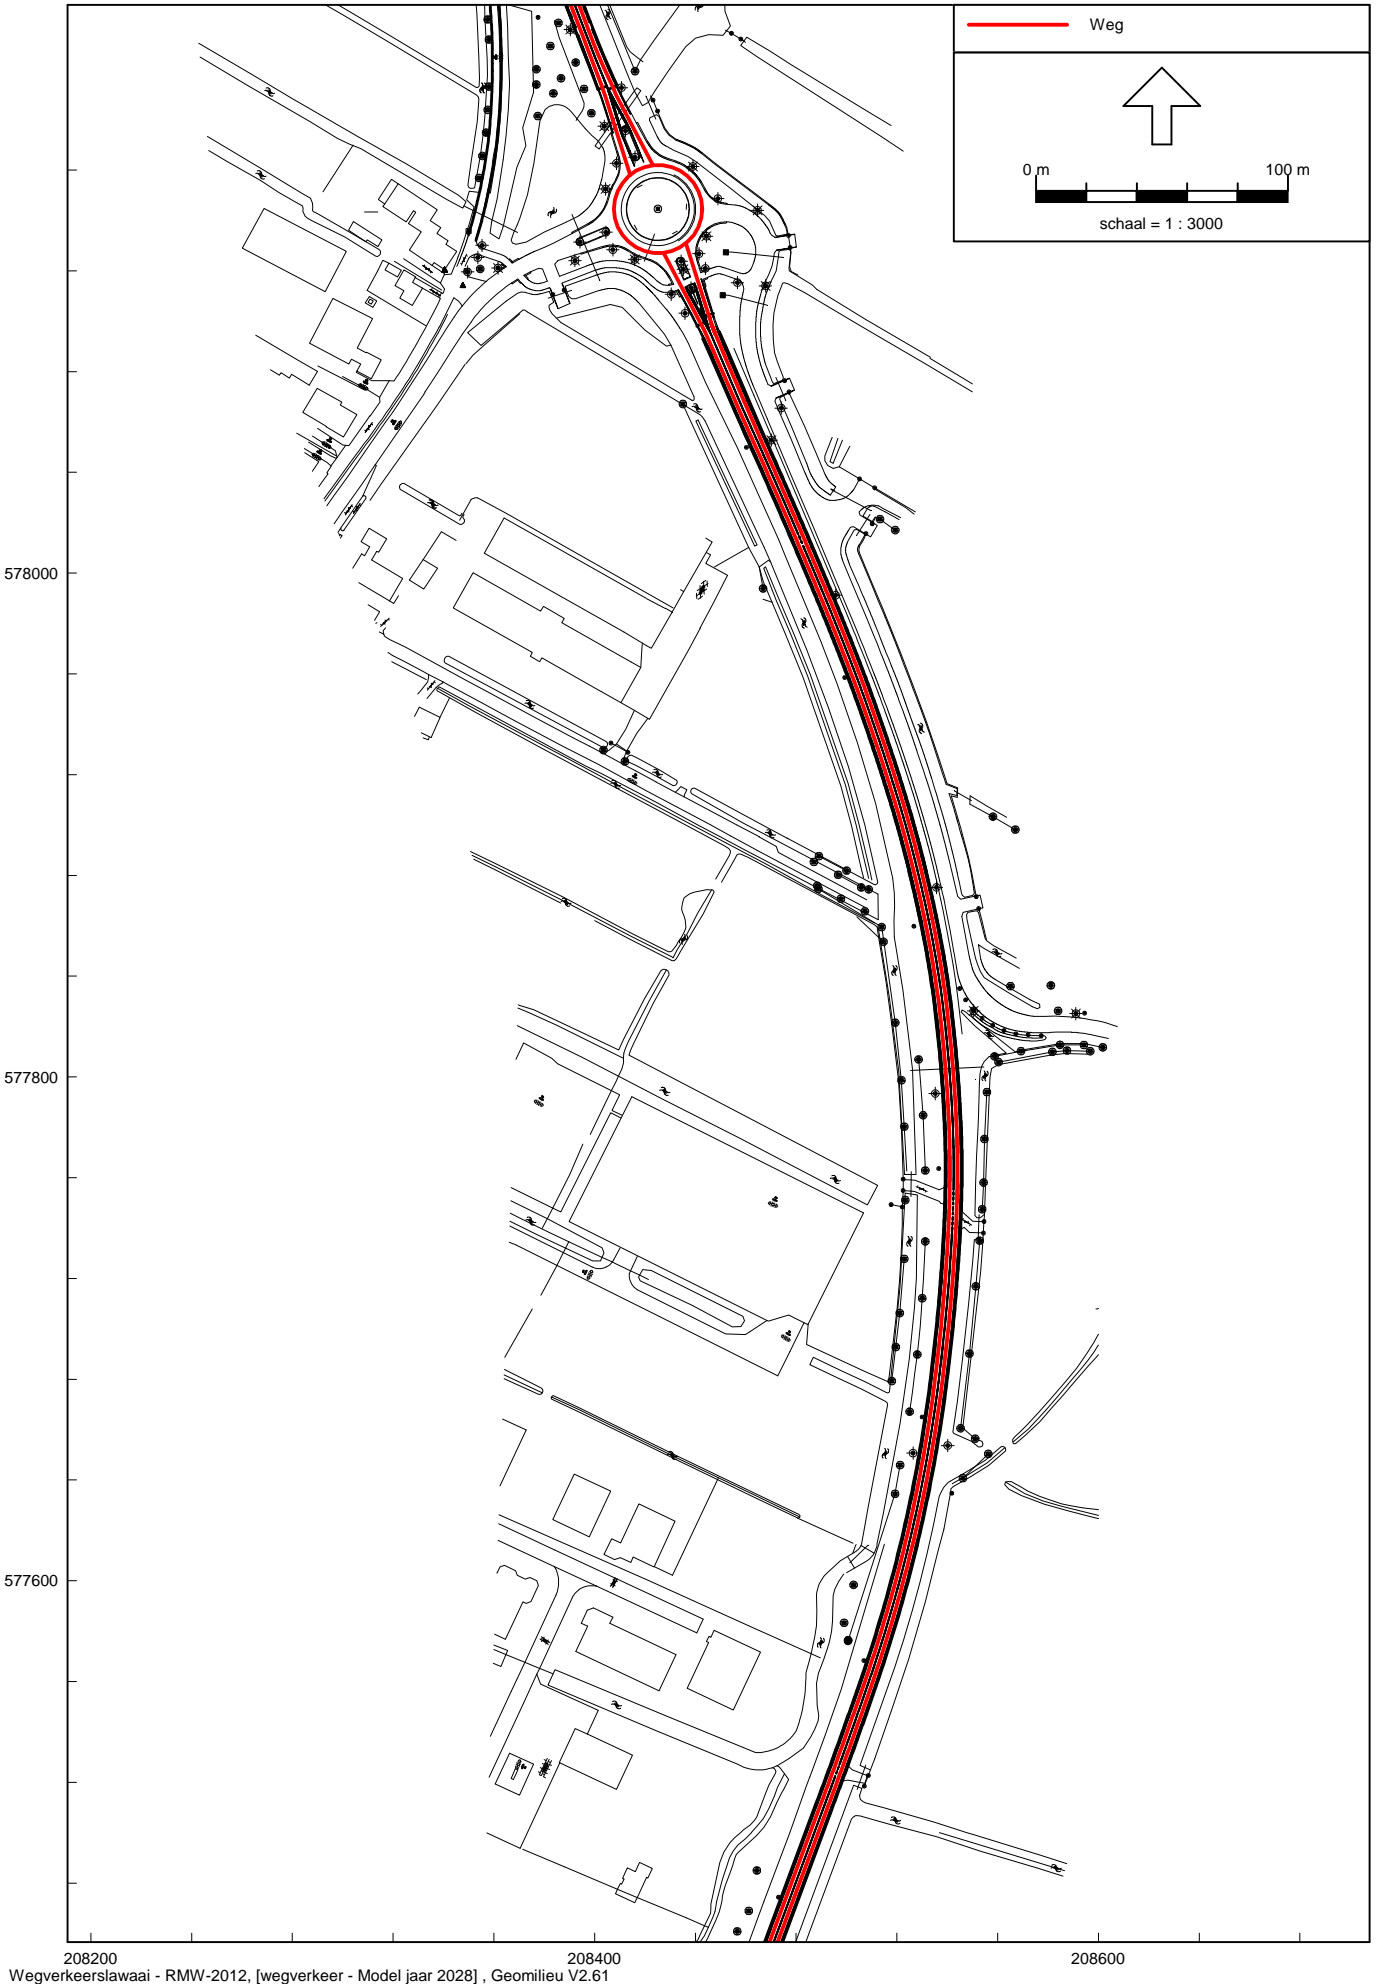 Weg
0 m 100 m
schaal = 1 : 3000
578000
577800
577600
208200 208400 208600
Wegverkeerslawaai - RMW-2012, [wegverkeer - Model jaar 2028] , Geomilieu V2.61